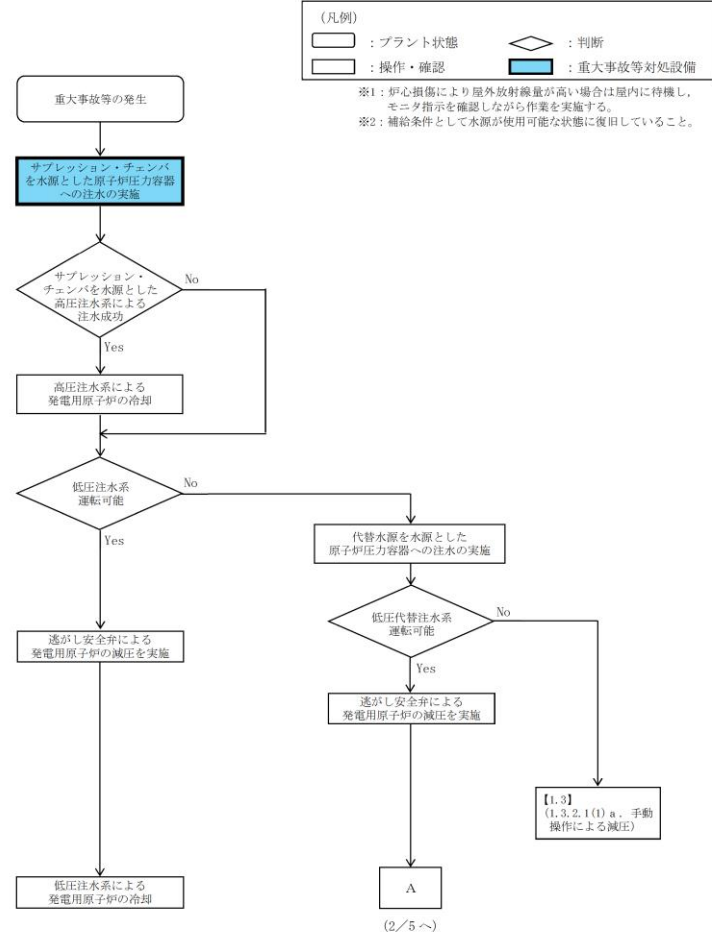 （凡例）
：プラント状態
：判断
：操作・確認
：重大事故等対処設備
※1：炉心損傷により屋外放射線量が高い場合は屋内に待機し，
モニタ指示を確認しながら作業を実施する。
※2：補給条件として水源が使用可能な状態に復旧していること。
重大事故等の発生
サプレッション・チェンバ
を水源とした原子炉圧力容器
への注水の実施
サプレッション・
チェンバを水源とした
高圧注水系による
注水成功
No
Yes
高圧注水系による
発電用原子炉の冷却
低圧注水系
運転可能
No
Yes
代替水源を水源とした
原子炉圧力容器への注水の実施
低圧代替注水系
運転可能
No
Yes
逃がし安全弁による
発電用原子炉の減圧を実施
逃がし安全弁による
発電用原子炉の減圧を実施
【1.3】
(1.3.2.1(1) a．手動
操作による減圧)
低圧注水系による
発電用原子炉の冷却
A
(2／5 へ)